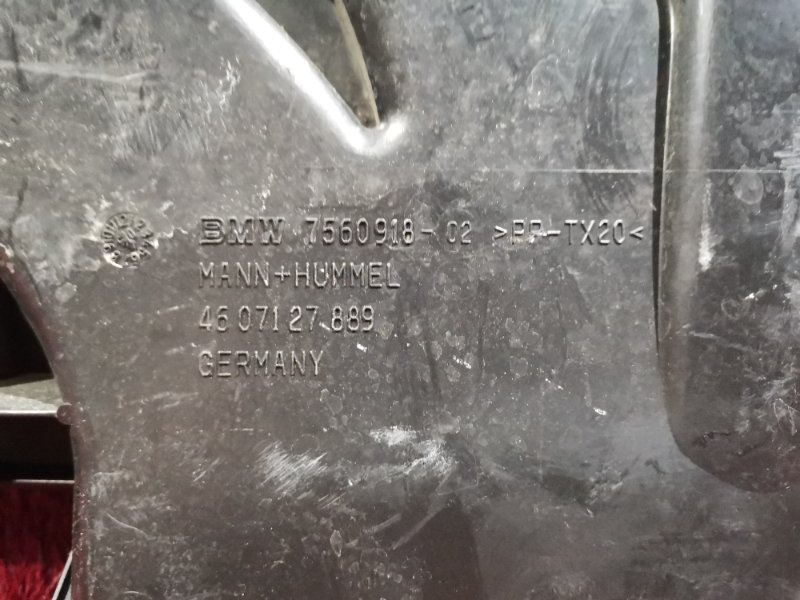 BMW 7560918-02 >PP-TX20<
MANN+HUMMEL
46 071 27 889
GERMANY